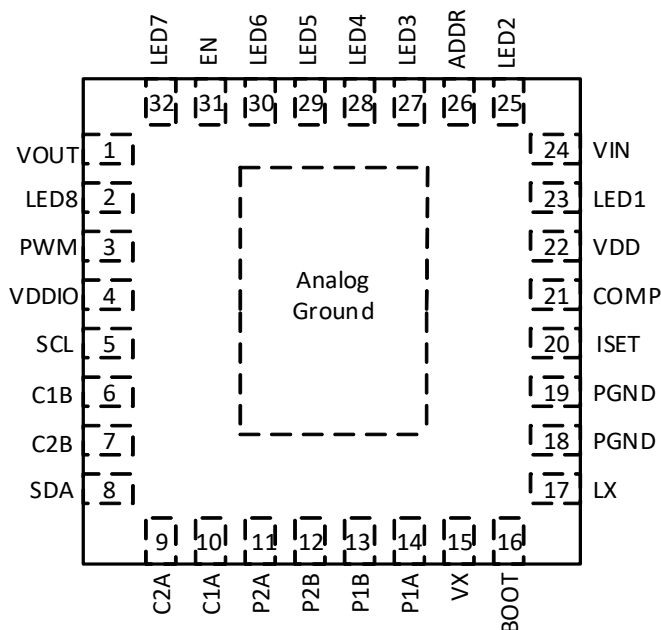 LED7
EN
LED6
LED5
LED4
LED3
ADDR
LED2
32
31
30
29
28
27
26
25
VOUT 1
24 VIN
LED8 2
23 LED1
PWM 3
22 VDD
VDDIO 4
21 COMP
Analog
Ground
SCL 5
20 ISET
C1B 6
19 PGND
C2B 7
18 PGND
SDA 8
17 LX
9
10
11
12
13
14
15
16
C2A
C1A
P2A
P2B
P1B
P1A
VX
BOOT